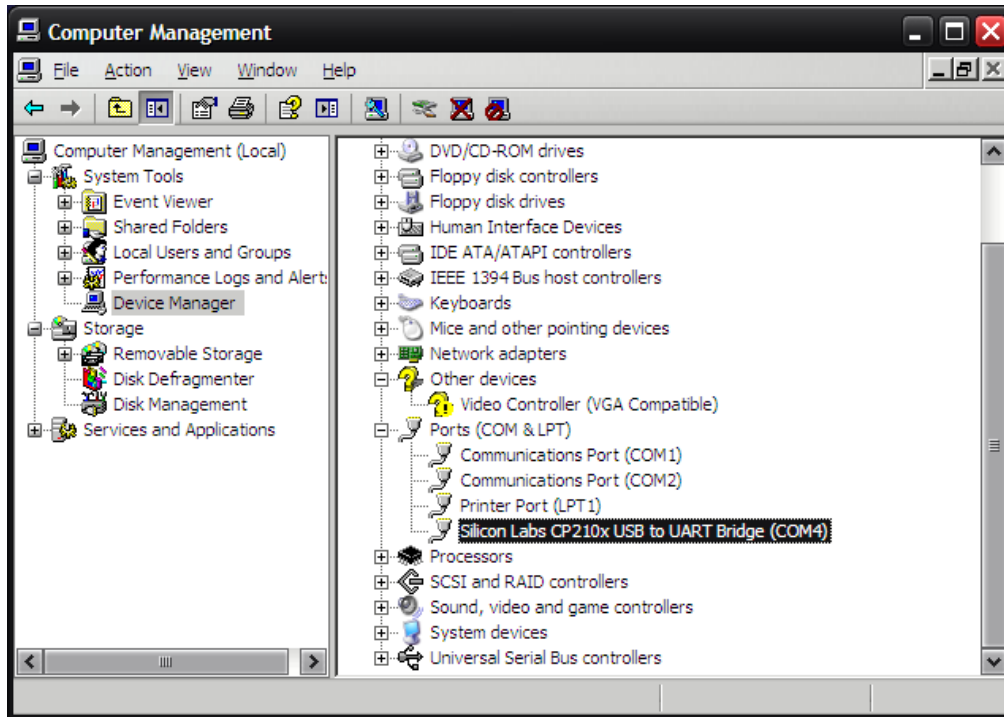 Computer Management
File Action View Window Help
Computer Management (Local)
System Tools
Event Viewer
Shared Folders
Local Users and Groups
Performance Logs and Alert:
Device Manager
Storage
Removable Storage
Disk Defragmenter
Disk Management
Services and Applications
DVD/CD-ROM drives
Floppy disk controllers
Floppy disk drives
Human Interface Devices
IDE ATA/ATAPI controllers
IEEE 1394 Bus host controllers
Keyboards
Mice and other pointing devices
Network adapters
Other devices
Video Controller (VGA Compatible)
Ports (COM & LPT)
Communications Port (COM1)
Communications Port (COM2)
Printer Port (LPT1)
Silicon Labs CP210x USB to UART Bridge (COM4)
Processors
SCSI and RAID controllers
Sound, video and game controllers
System devices
Universal Serial Bus controllers